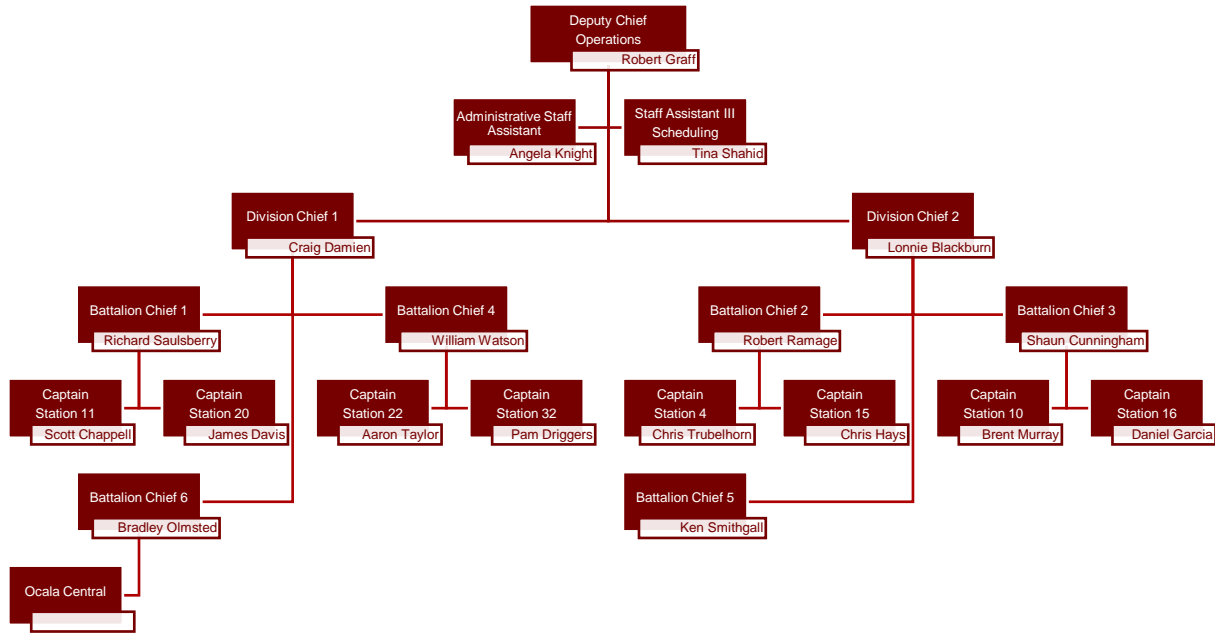 Deputy Chief
Operations
Robert Graff
Administrative Staff
Assistant
Angela Knight
Staff Assistant III
Scheduling
Tina Shahid
Division Chief 1
Craig Damien
Division Chief 2
Lonnie Blackburn
Battalion Chief 1
Richard Saulsberry
Battalion Chief 4
William Watson
Battalion Chief 2
Robert Ramage
Battalion Chief 3
Shaun Cunningham
Captain
Station 11
Scott Chappell
Captain
Station 20
James Davis
Captain
Station 22
Aaron Taylor
Captain
Station 32
Pam Driggers
Captain
Station 4
Chris Trubelhorn
Captain
Station 15
Chris Hays
Captain
Station 10
Brent Murray
Captain
Station 16
Daniel Garcia
Battalion Chief 6
Bradley Olmsted
Battalion Chief 5
Ken Smithgall
Ocala Central